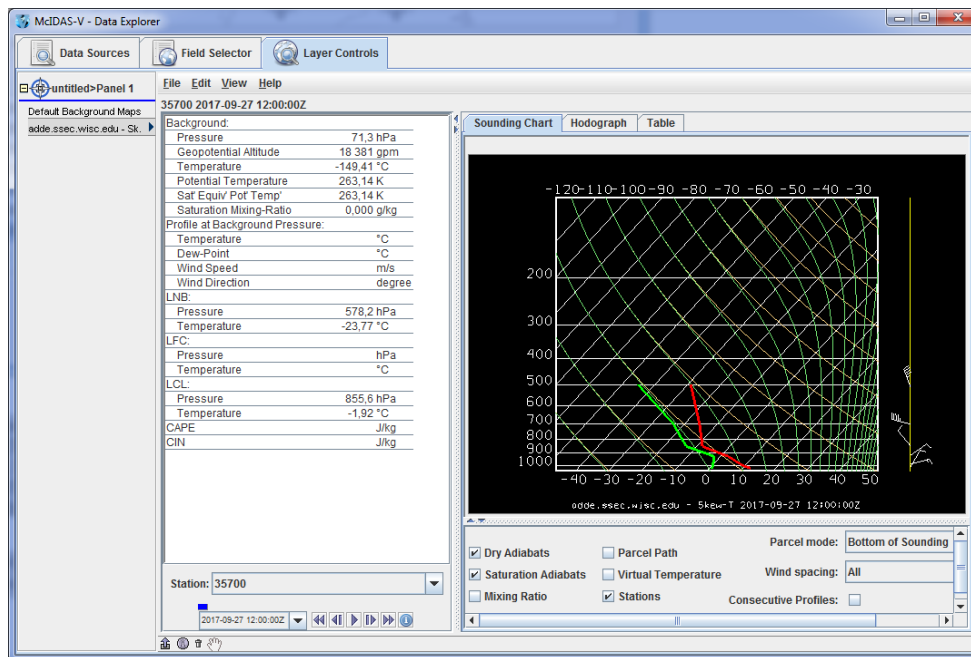 McIDAS-V - Data Explorer
Data Sources Field Selector Layer Controls
untitled>Panel 1
Default Background Maps
adde.ssec.wisc.edu - Sk.
File Edit View Help
35700 2017-09-27 12:00:00Z
Background:
Pressure 71,3 hPa
Geopotential Altitude 18 381 gpm
Temperature -149,41 °C
Potential Temperature 263,14 K
Sat' Equiv' Pot' Temp' 263,14 K
Saturation Mixing-Ratio 0,000 g/kg
Profile at Background Pressure:
Temperature °C
Dew-Point °C
Wind Speed m/s
Wind Direction degree
LNB:
Pressure 578,2 hPa
Temperature -23,77 °C
LFC:
Pressure hPa
Temperature °C
LCL:
Pressure 855,6 hPa
Temperature -1,92 °C
CAPE J/kg
CIN J/kg
Station: 35700
2017-09-27 12:00:00Z
Sounding Chart Hodograph Table
-120-110-100-90 -80 -70 -60 -50 -40 -30
200
300
400
500
600
700
800
900
1000
-40 -30 -20 -10 0 10 20 30 40 50
adde.ssec.wisc.edu - Skew-T 2017-09-27 12:00:00Z
Dry Adiabats Parcel Path Parcel mode: Bottom of Sounding
Saturation Adiabats Virtual Temperature Wind spacing: All
Mixing Ratio Stations Consecutive Profiles: